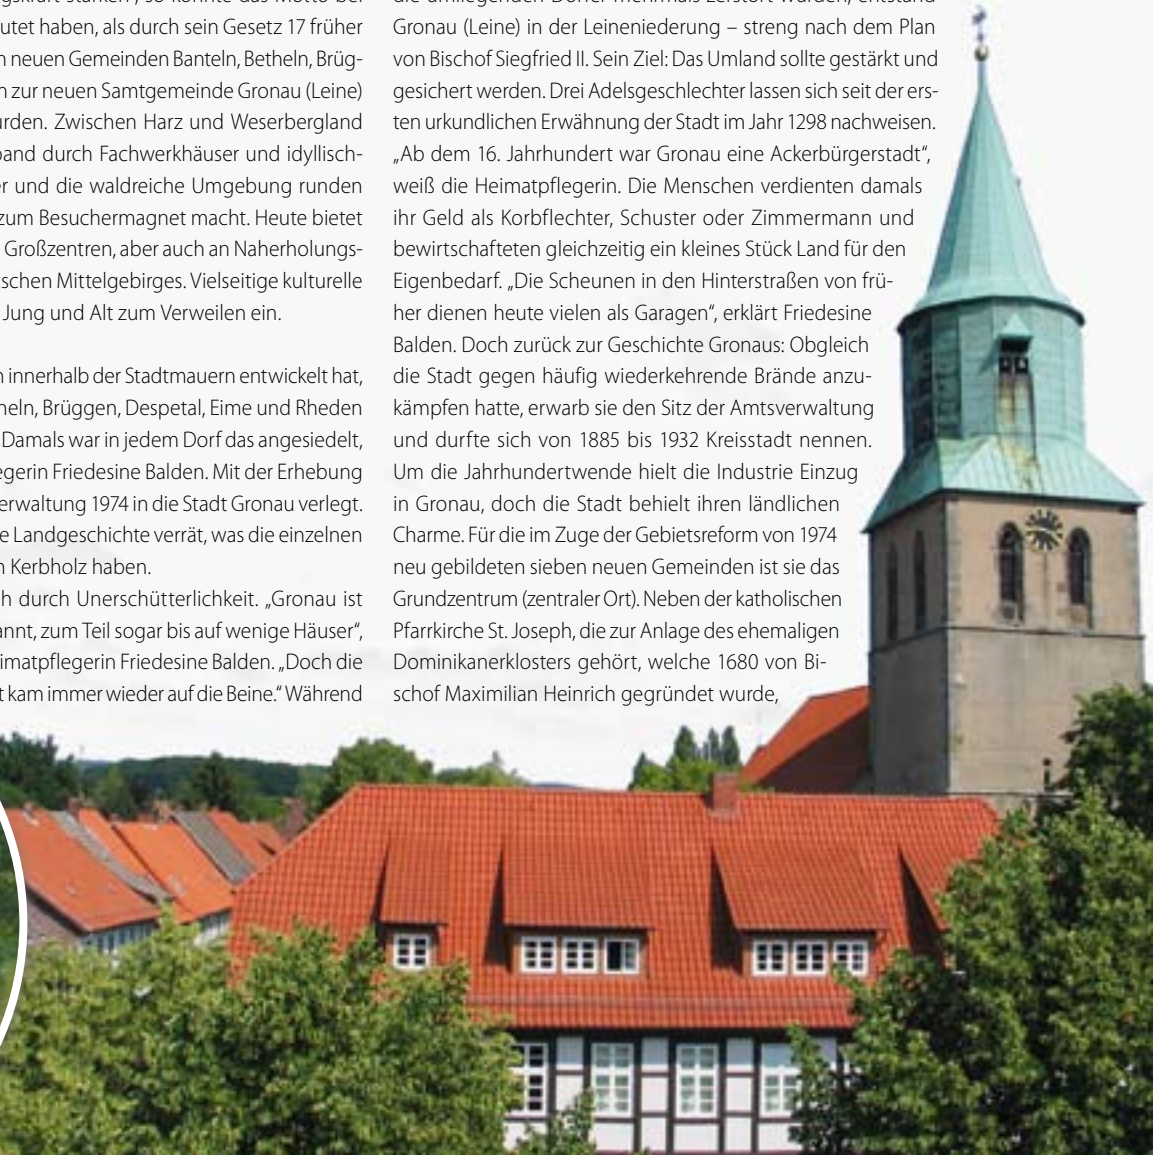 utet haben, als durch sein Gesetz 17 früher
n neuen Gemeinden Banteln, Betheln, Brüg-
n zur neuen Samtgemeinde Gronau (Leine)
urden. Zwischen Harz und Weserbergland
band durch Fachwerkhäuser und idyllisch-
er und die waldreiche Umgebung runden
zum Besuchermagnet macht. Heute bietet
Großzentren, aber auch an Naherholungs-
tschen Mittelgebirges. Vielseitige kulturelle
Jung und Alt zum Verweilen ein.
n innerhalb der Stadtmauern entwickelt hat,
heln, Brüggen, Despetal, Eime und Rheden
Damals war in jedem Dorf das angesiedelt,
egerin Friedesine Balden. Mit der Erhebung
erwaltung 1974 in die Stadt Gronau verlegt.
e Landgeschichte verrät, was die einzelnen
n Kerbholz haben.
h durch Unerschütterlichkeit. „Gronau ist
annt, zum Teil sogar bis auf wenige Häuser“,
eimatpflegerin Friedesine Balden. „Doch die
t kam immer wieder auf die Beine.“ Während
die umliegenden Dörfer mehrmals zerstört wurden, entstand
Gronau (Leine) in der Leineniederung – streng nach dem Plan
von Bischof Siegfried II. Sein Ziel: Das Umland sollte gestärkt und
gesichert werden. Drei Adelsgeschlechter lassen sich seit der ers-
ten urkundlichen Erwähnung der Stadt im Jahr 1298 nachweisen.
„Ab dem 16. Jahrhundert war Gronau eine Ackerbürgerstadt“,
weiß die Heimatpflegerin. Die Menschen verdienten damals
ihr Geld als Korbflechter, Schuster oder Zimmermann und
bewirtschafteten gleichzeitig ein kleines Stück Land für den
Eigenbedarf. „Die Scheunen in den Hinterstraßen von frü-
her dienen heute vielen als Garagen“, erklärt Friedesine
Balden. Doch zurück zur Geschichte Gronaus: Obgleich
die Stadt gegen häufig wiederkehrende Brände anzu-
kämpfen hatte, erwarb sie den Sitz der Amtsverwaltung
und durfte sich von 1885 bis 1932 Kreisstadt nennen.
Um die Jahrhundertwende hielt die Industrie Einzug
in Gronau, doch die Stadt behielt ihren ländlichen
Charme. Für die im Zuge der Gebietsreform von 1974
neu gebildeten sieben neuen Gemeinden ist sie das
Grundzentrum (zentraler Ort). Neben der katholischen
Pfarrkirche St. Joseph, die zur Anlage des ehemaligen
Dominikanerklosters gehört, welche 1680 von Bi-
schof Maximilian Heinrich gegründet wurde,